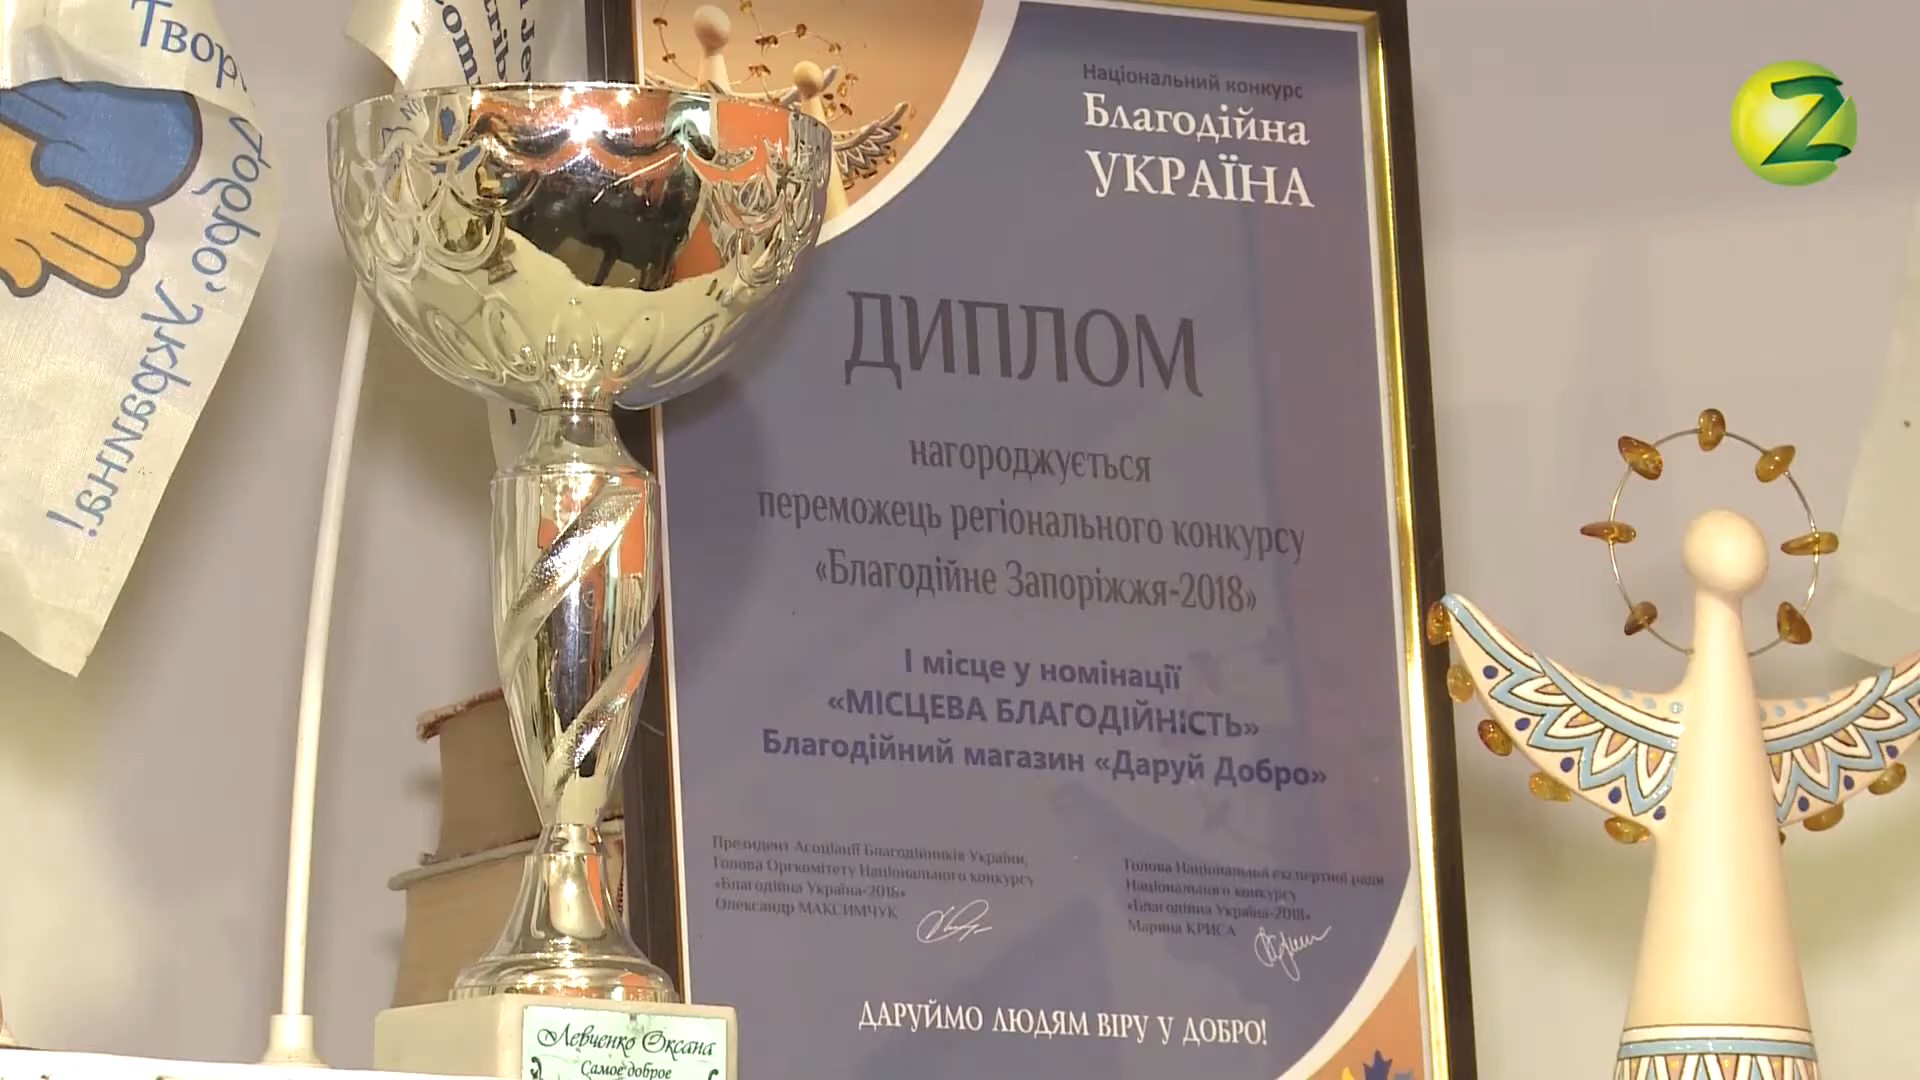 Твор
добро,
Україна!
Національний конкурс
Благодійна
УКРАЇНА
ДИПЛОМ
нагороджується
переможець регіонального конкурсу
«Благодійне Запоріжжя-2018»
І місце у номінації
«МІСЦЕВА БЛАГОДІЙНІСТЬ»
Благодійний магазин «Даруй Добро»
Президент Асоціації Благодійників України,
Голова Оргкомітету Національного конкурсу
«Благодійна Україна-2018»
Олександр МАКСИМЧУК
Голова Національної експертної ради
Національного конкурсу
«Благодійна Україна-2018»
Марина КРИСА
ДАРУЙМО ЛЮДЯМ ВІРУ У ДОБРО!
Левченко Оксана
Самое доброе
Z